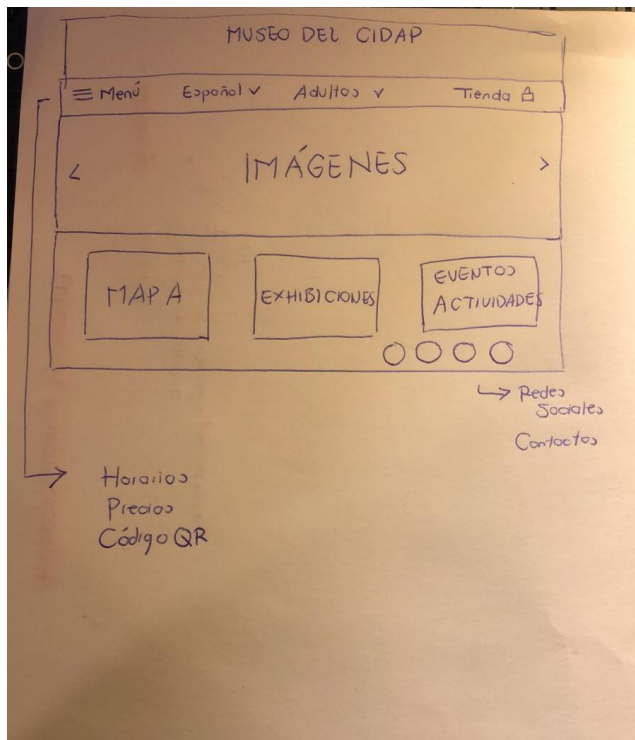 MUSEO DEL CIDAP
Menú Español Adultos Tienda
< IMÁGENES >
MAPA
EXHIBICIONES
EVENTOS
ACTIVIDADES
Redes
Sociales
Contactos
Horarios
Precios
Código QR